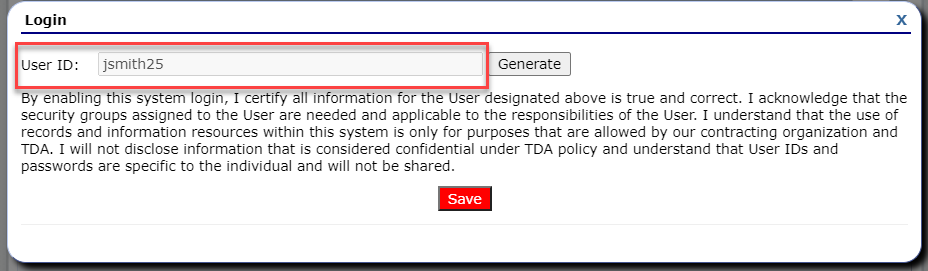 Login X
User ID: jsmith25 Generate
By enabling this system login, I certify all information for the User designated above is true and correct. I acknowledge that the
security groups assigned to the User are needed and applicable to the responsibilities of the User. I understand that the use of
records and information resources within this system is only for purposes that are allowed by our contracting organization and
TDA. I will not disclose information that is considered confidential under TDA policy and understand that User IDs and
passwords are specific to the individual and will not be shared.
Save